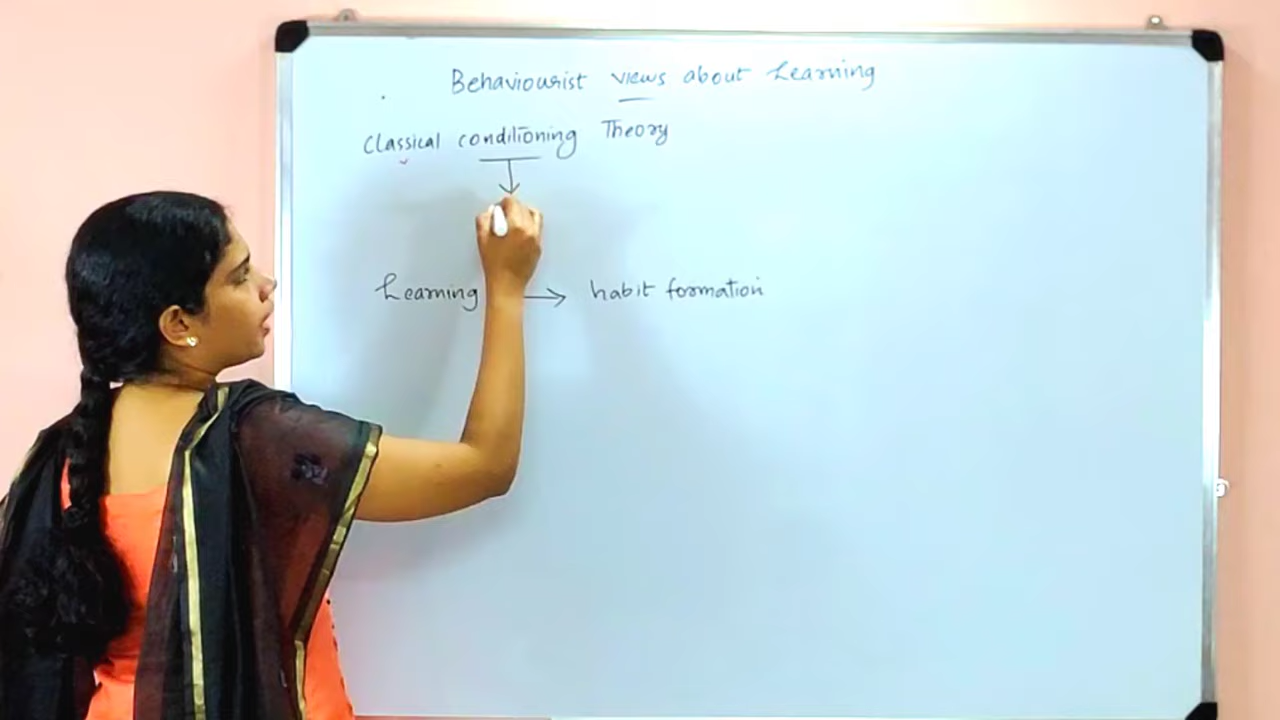 Behaviourist views about Learning
Classical conditioning Theory
Learning → habit formation